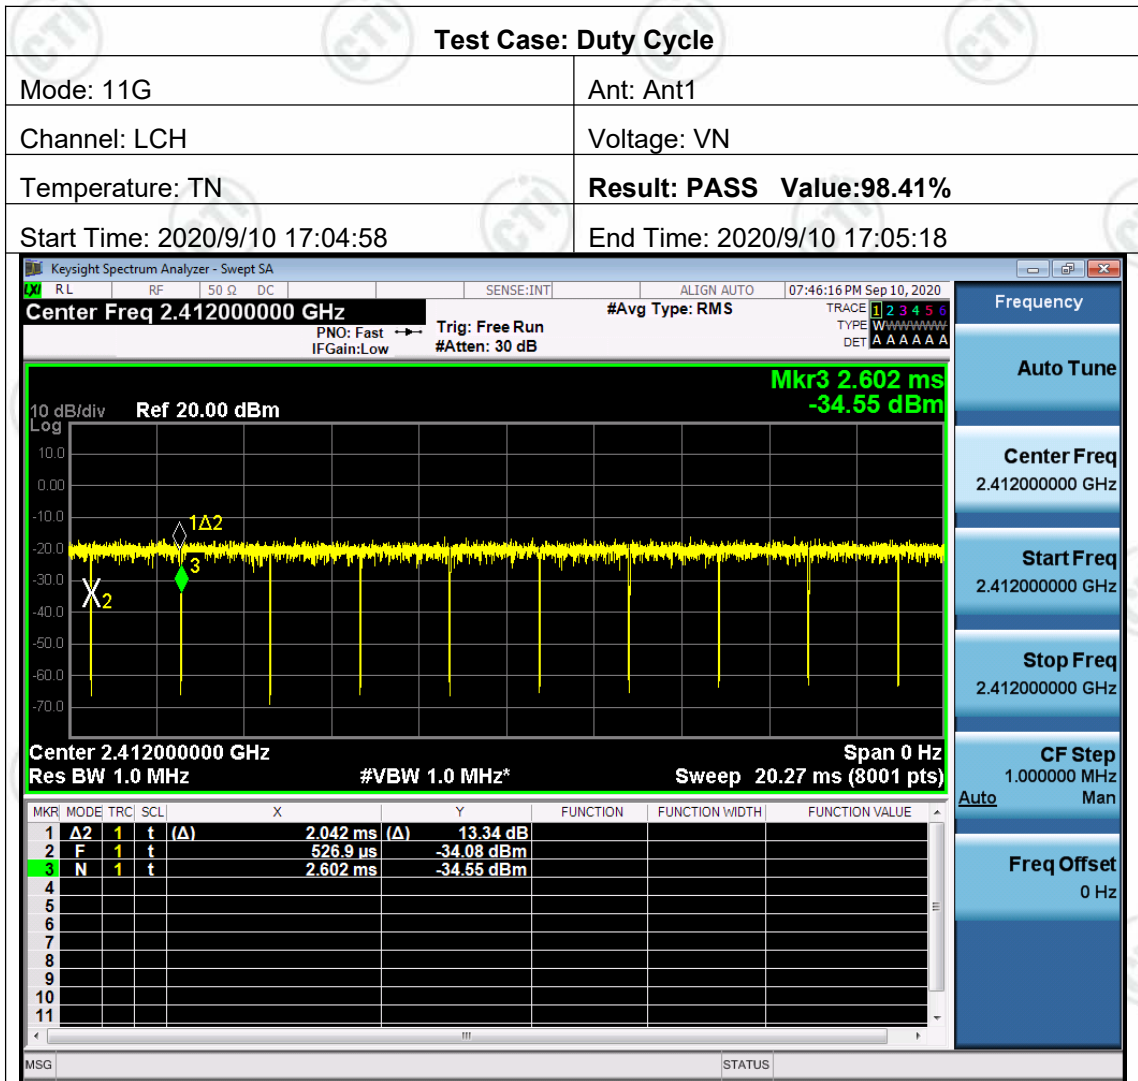 Test Case: Duty Cycle
Mode: 11G
Ant: Ant1
Channel: LCH
Voltage: VN
Temperature: TN
Result: PASS Value:98.41%
Start Time: 2020/9/10 17:04:58
End Time: 2020/9/10 17:05:18
Keysight Spectrum Analyzer - Swept SA
LXI RL RF 50 Ω DC SENSE:INT ALIGN AUTO 07:46:16 PM Sep 10, 2020
Center Freq 2.412000000 GHz
#Avg Type: RMS
TRACE 1 2 3 4 5 6
TYPE WWWWWW
DET A A A A A A
PNO: Fast
IFGain:Low
Trig: Free Run
#Atten: 30 dB
Mkr3 2.602 ms
-34.55 dBm
10 dB/div Ref 20.00 dBm
Log
10.0
0.00
-10.0
-20.0
-30.0
-40.0
-50.0
-60.0
-70.0
1Δ2
3
X2
Center 2.412000000 GHz Span 0 Hz
Res BW 1.0 MHz #VBW 1.0 MHz* Sweep 20.27 ms (8001 pts)
MKR MODE TRC SCL X Y FUNCTION FUNCTION WIDTH FUNCTION VALUE
1 Δ2 1 t (Δ) 2.042 ms (Δ) 13.34 dB
2 F 1 t 526.9 µs -34.08 dBm
3 N 1 t 2.602 ms -34.55 dBm
4
5
6
7
8
9
10
11
MSG STATUS
Frequency
Auto Tune
Center Freq
2.412000000 GHz
Start Freq
2.412000000 GHz
Stop Freq
2.412000000 GHz
CF Step
1.000000 MHz
Auto Man
Freq Offset
0 Hz
CTI
CTI
CTI
CTI
CTI
CTI